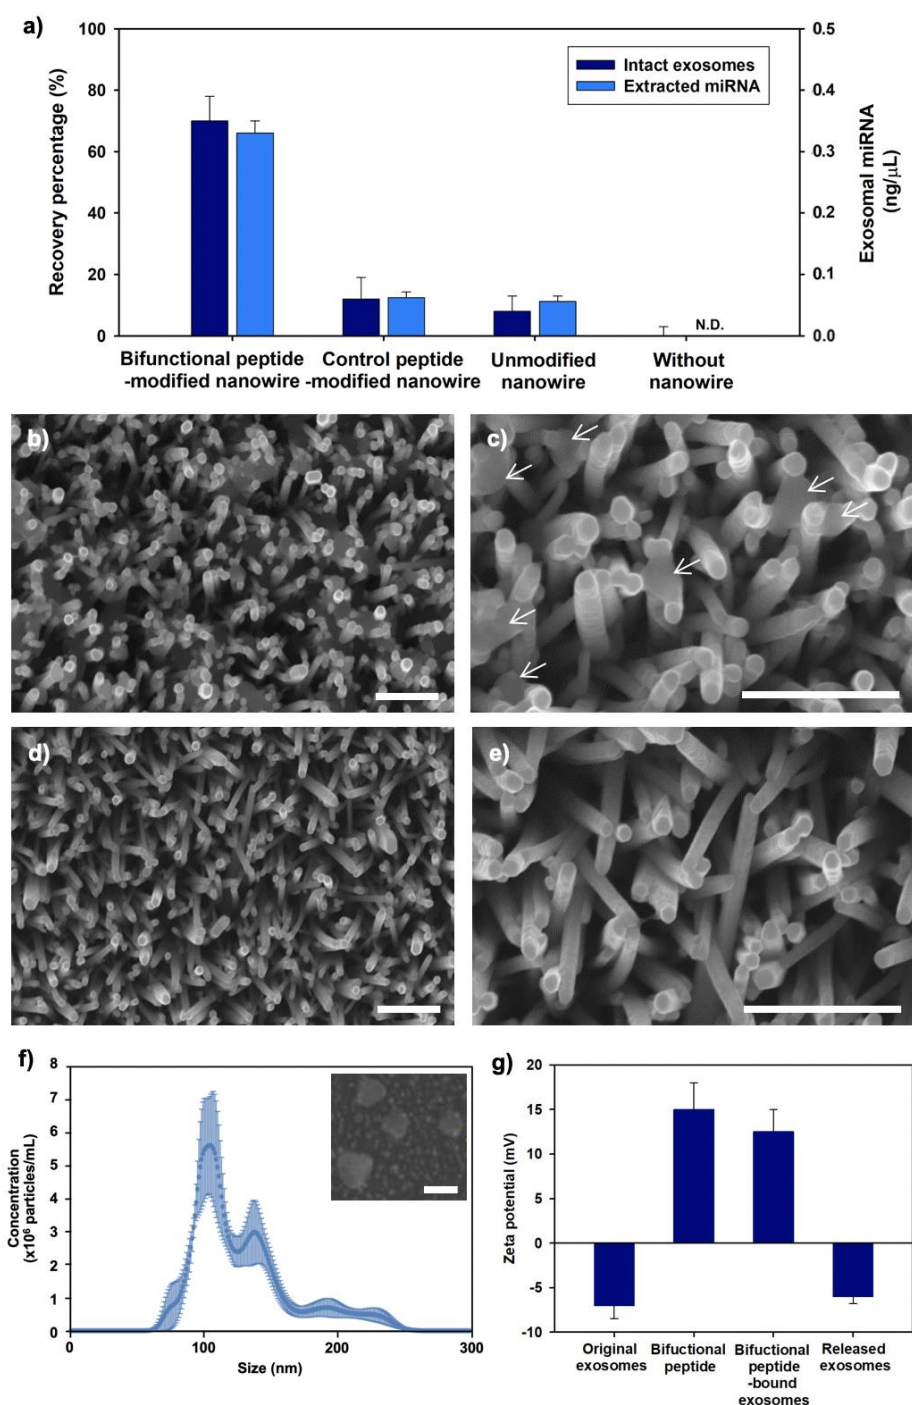 a)
100
80
60
40
20
0
Recovery percentage (%)
Intact exosomes
Extracted miRNA
0.5
0.4
0.3
0.2
0.1
0.0
Exosomal miRNA
(ng/µL)
N.D.
Bifunctional peptide
-modified nanowire
Control peptide
-modified nanowire
Unmodified
nanowire
Without
nanowire
b)
c)
d)
e)
f)
8
7
6
5
4
3
2
1
0
Concentration
(x10⁶ particles/mL)
0
100
200
300
Size (nm)
g)
20
15
10
5
0
-5
-10
Zeta potential (mV)
Original
exosomes
Bifuctional
peptide
Bifuctional
peptide
-bound
exosomes
Released
exosomes